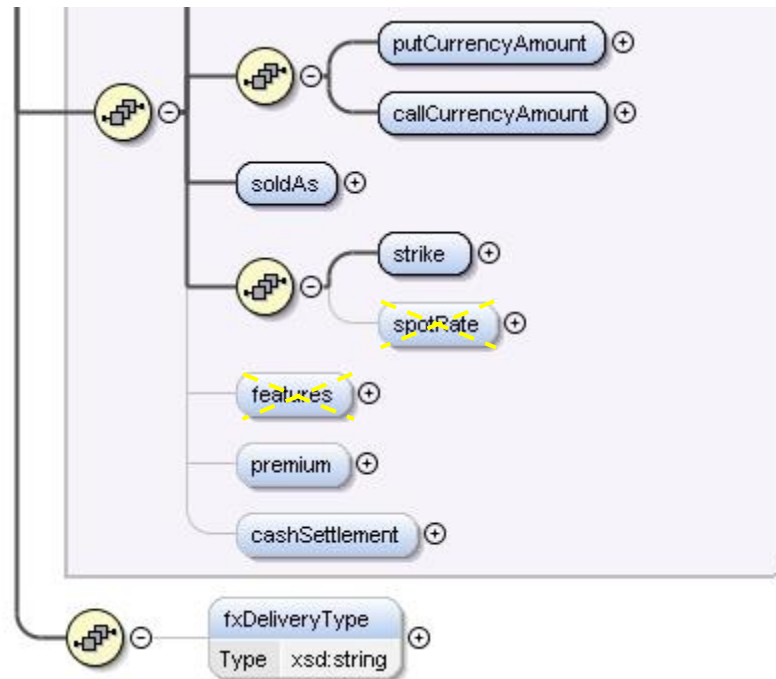 putCurrencyAmount
callCurrencyAmount
soldAs
strike
spotRate
features
premium
cashSettlement
fxDeliveryType
Type xsd:string